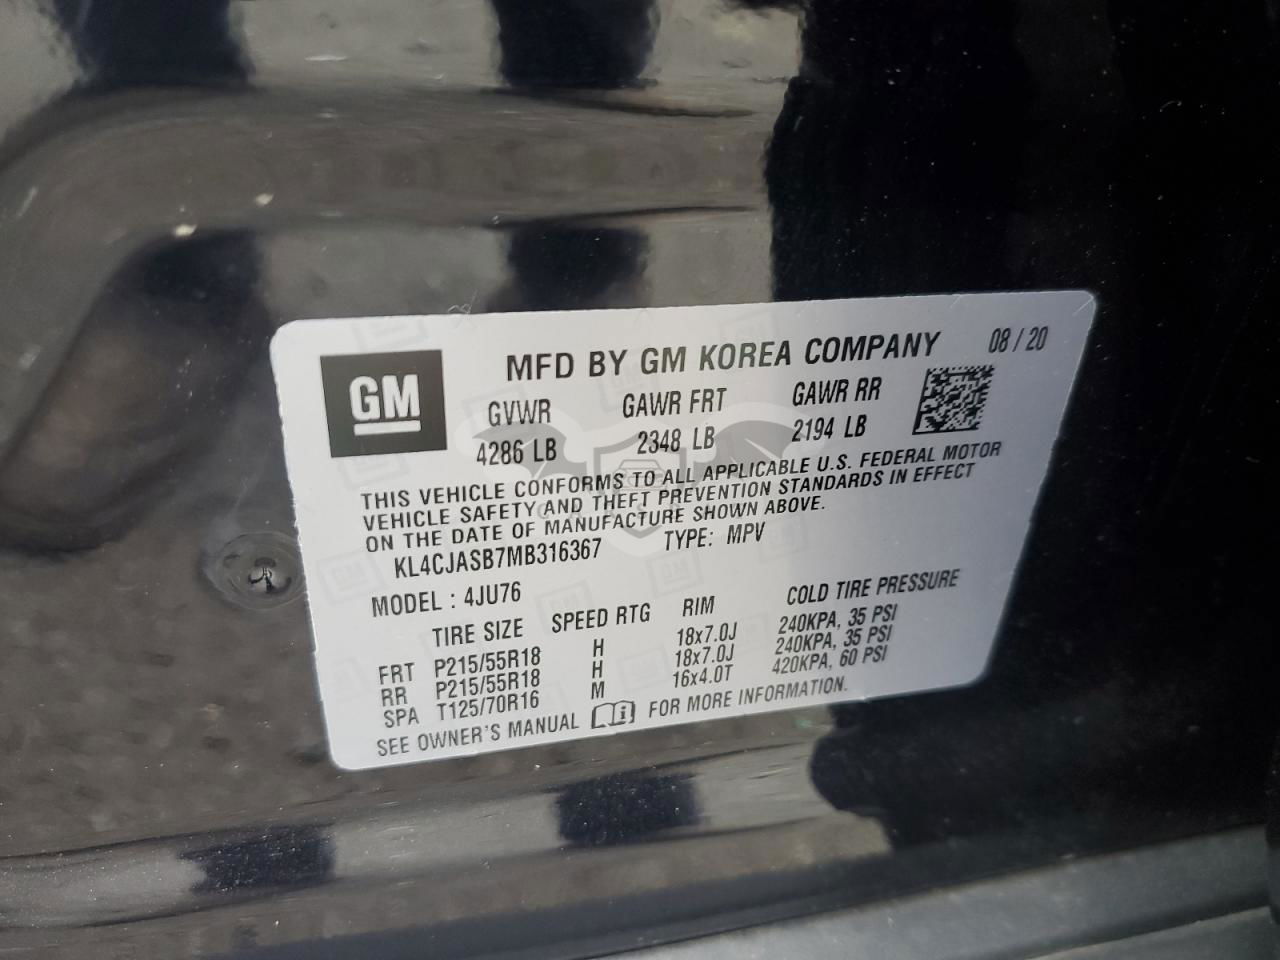 GM
MFD BY GM KOREA COMPANY 08/20
GVWR GAWR FRT GAWR RR
4286 LB 2348 LB 2194 LB
THIS VEHICLE CONFORMS TO ALL APPLICABLE U.S. FEDERAL MOTOR
VEHICLE SAFETY AND THEFT PREVENTION STANDARDS IN EFFECT
ON THE DATE OF MANUFACTURE SHOWN ABOVE.
KL4CJASB7MB316367 TYPE: MPV
MODEL : 4JU76
TIRE SIZE SPEED RTG RIM COLD TIRE PRESSURE
FRT P215/55R18 H 18x7.0J 240KPA, 35 PSI
RR P215/55R18 H 18x7.0J 240KPA, 35 PSI
SPA T125/70R16 M 16x4.0T 420KPA, 60 PSI
SEE OWNER'S MANUAL FOR MORE INFORMATION.